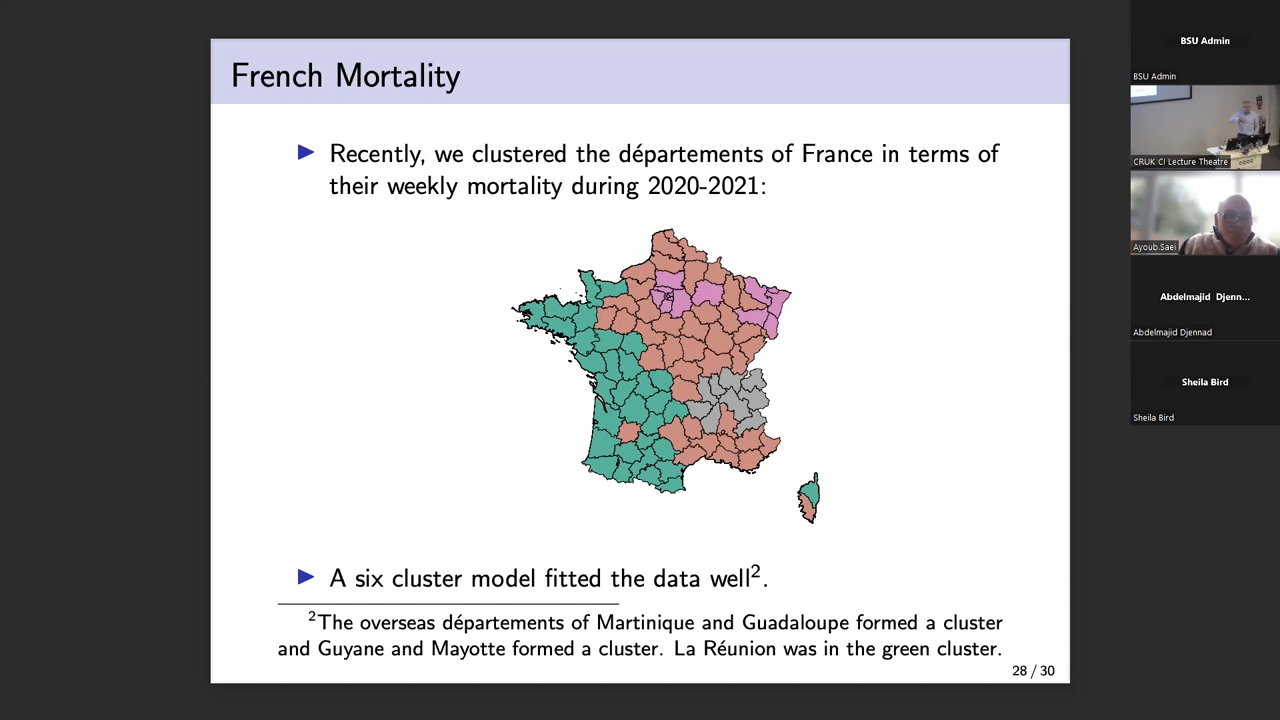 French Mortality
▶ Recently, we clustered the départements of France in terms of
their weekly mortality during 2020-2021:
▶ A six cluster model fitted the data well².
²The overseas départements of Martinique and Guadaloupe formed a cluster
and Guyane and Mayotte formed a cluster. La Réunion was in the green cluster.
28 / 30
BSU Admin
BSU Admin
CRUK CI Lecture Theatre
Ayoub.Saei
Abdelmajid Djenn...
Abdelmajid Djennad
Sheila Bird
Sheila Bird